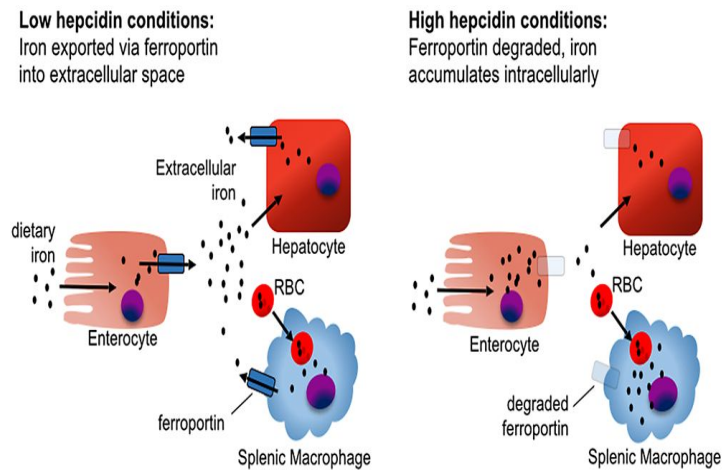 Low hepcidin conditions:
Iron exported via ferroportin
into extracellular space
Extracellular
iron
dietary
iron
Hepatocyte
RBC
Enterocyte
ferroportin
Splenic Macrophage
High hepcidin conditions:
Ferroportin degraded, iron
accumulates intracellularly
Hepatocyte
RBC
Enterocyte
degraded
ferroportin
Splenic Macrophage